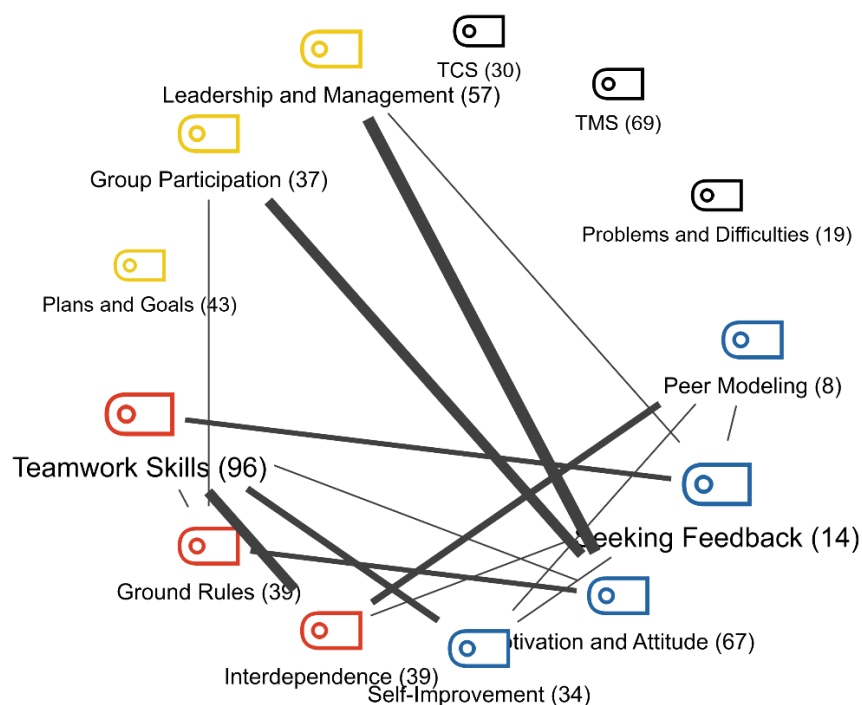 TCS (30)
Leadership and Management (57)
TMS (69)
Group Participation (37)
Problems and Difficulties (19)
Plans and Goals (43)
Peer Modeling (8)
Teamwork Skills (96)
Seeking Feedback (14)
Ground Rules (39)
and Attitude (67)
Interdependence (39)
Self-Improvement (34)